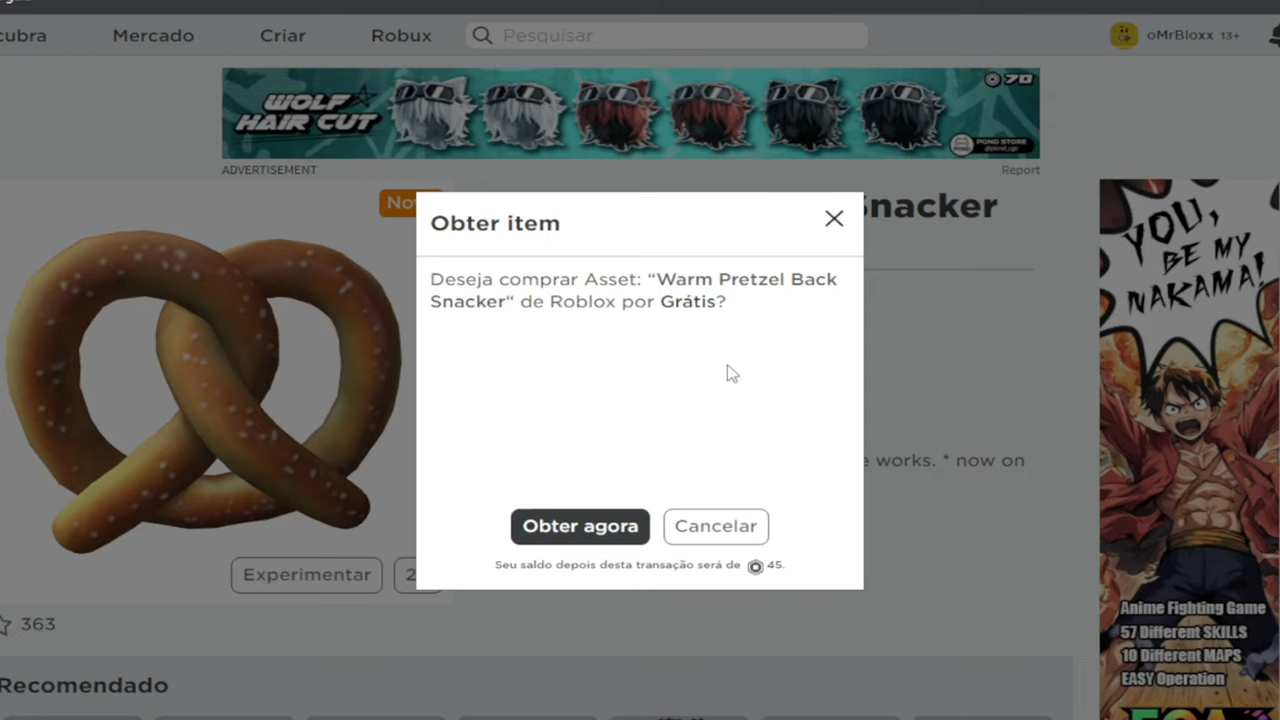 cubra
Mercado
Criar
Robux
Pesquisar
oMrBloxx 13+
WOLF
HAIR CUT
70
POND STORE
@pond_ugc
ADVERTISEMENT
Report
Snacker
Obter item
Deseja comprar Asset: “Warm Pretzel Back
Snacker“ de Roblox por Grátis?
Obter agora
Cancelar
Seu saldo depois desta transação será de 45.
works. * now on
Experimentar
2
363
Recomendado
YOU,
BE MY
NAKAMA!
Anime Fighting Game
57 Different SKILLS
10 Different MAPS
EASY Operation